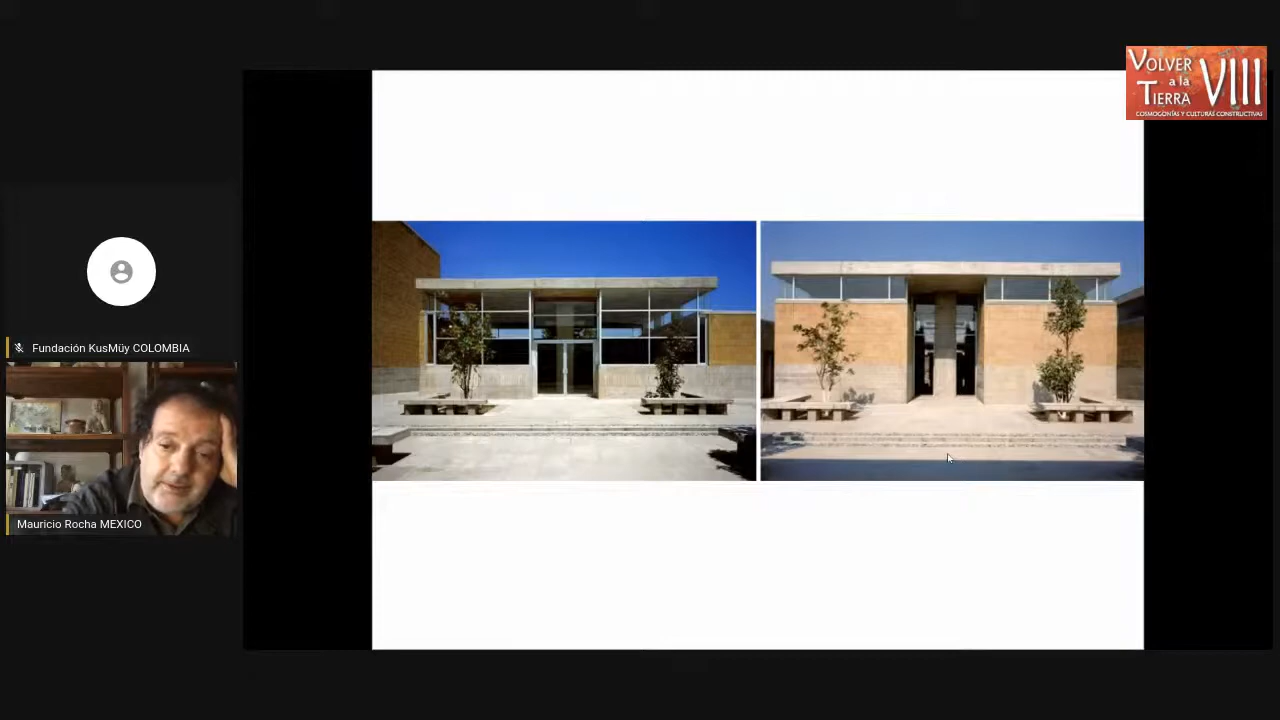 VOLVER
a la
TIERRA
VIII
COSMOGONÍAS Y CULTURAS CONSTRUCTIVAS
Fundación KusMüy COLOMBIA
Mauricio Rocha MEXICO